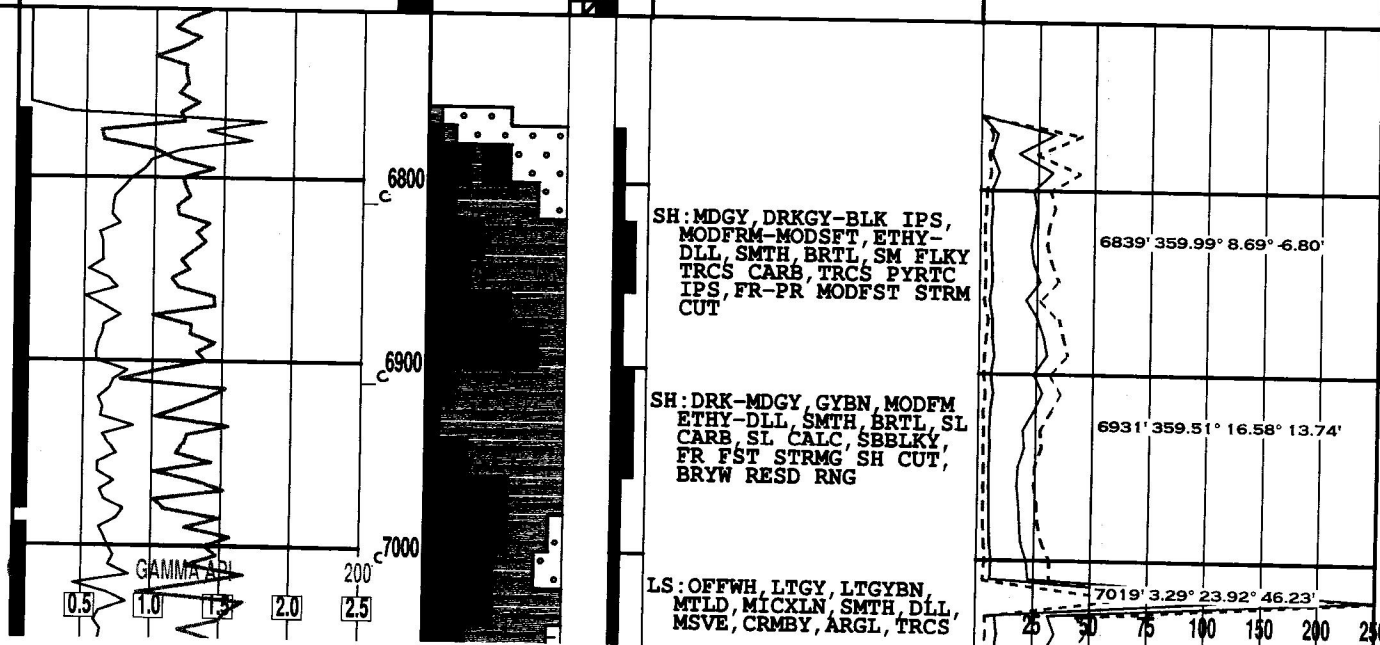 6800
C
SH:MDGY,DRKGY-BLK IPS,
MODFRM-MODSFT,ETHY-
DLL,SMTH,BRTL,SM FLKY
TRCS CARB,TRCS PYRTC
IPS,FR-PR MODFST STRM
CUT
6839' 359.99° 8.69° -6.80'
6900
C
SH:DRK-MDGY,GYBN,MODFM
ETHY-DLL,SMTH,BRTL,SL
CARB,SL CALC,SBBLKY,
FR FST STRMG SH CUT,
BRYW RESD RNG
6931' 359.51° 16.58° 13.74'
7000
C
GAMMA API 200
0.5 1.0 1.5 2.0 2.5
LS:OFFWH,LTGY,LTGYBN,
MTLD,MICXLN,SMTH,DLL,
MSVE,CRMBY,ARGL,TRCS
7019' 3.29° 23.92° 46.23'
25 50 75 100 150 200 250